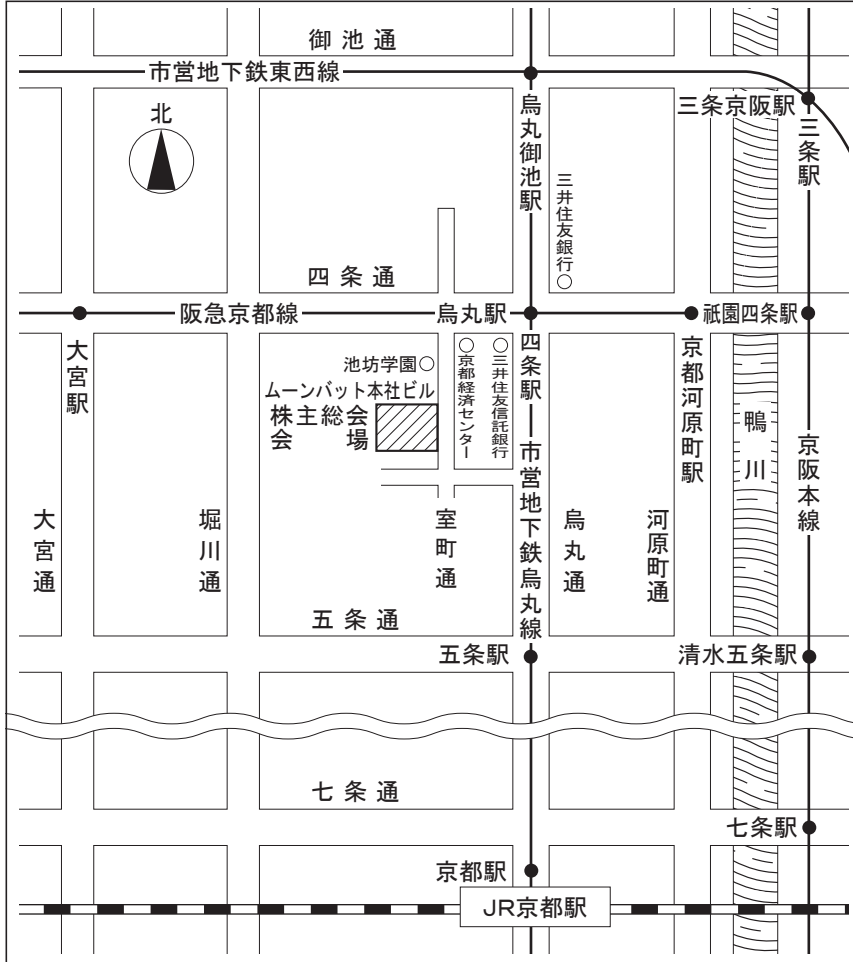 御池通
市営地下鉄東西線
北
烏丸御池駅
三条京阪駅
三条駅
三井住友銀行
四条通
阪急京都線
烏丸駅
祇園四条駅
大宮駅
四条駅
京都河原町駅
池坊学園
ムーンバット本社ビル
株主総会
会場
京都経済センター
三井住友信託銀行
鴨川
京阪本線
市営地下鉄烏丸線
大宮通
堀川通
室町通
烏丸通
河原町通
五条通
五条駅
清水五条駅
七条通
七条駅
京都駅
JR京都駅